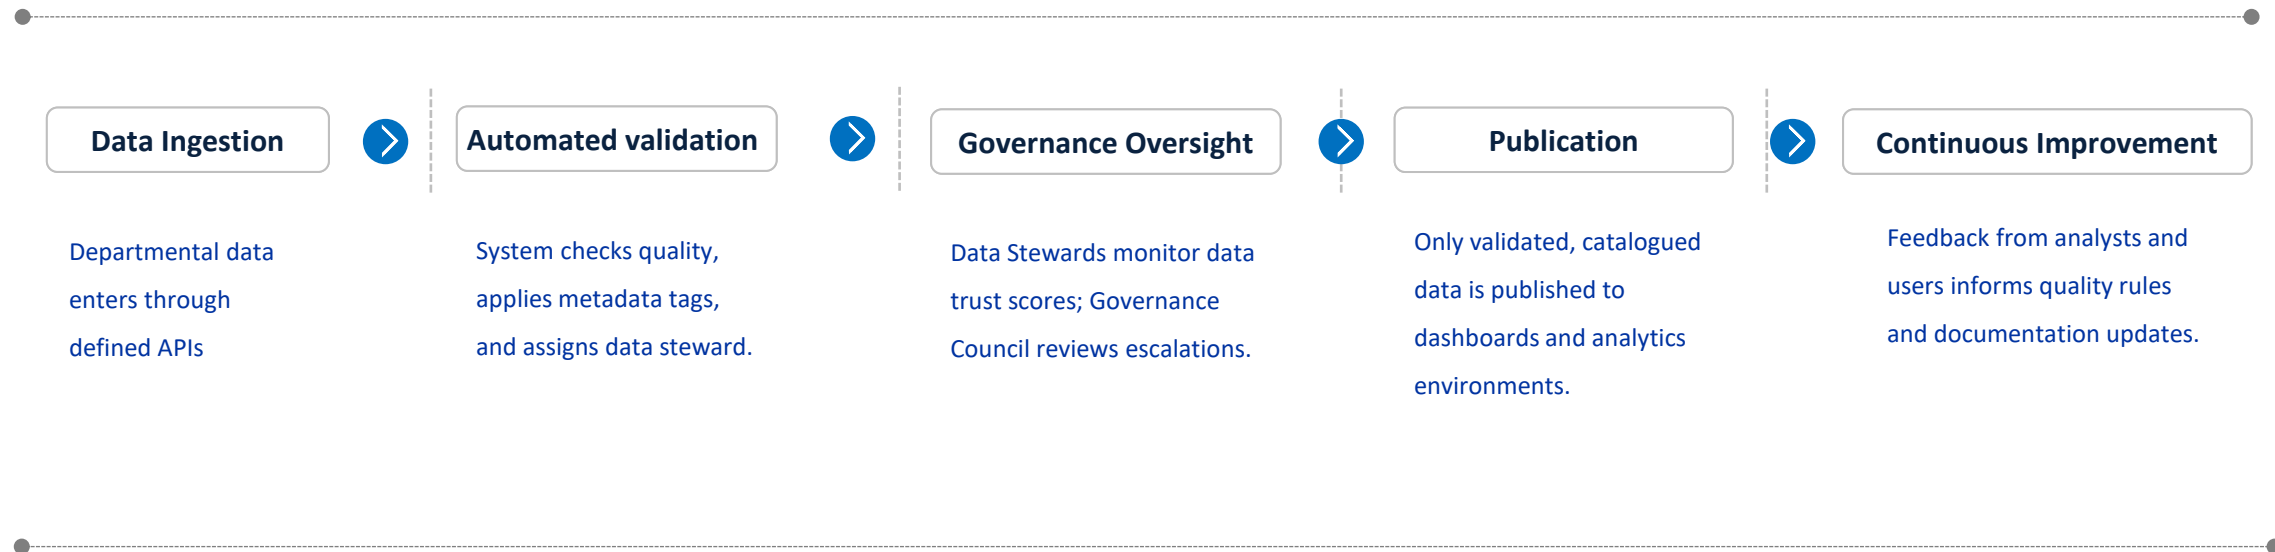 Data Ingestion
Automated validation
Governance Oversight
Publication
Continuous Improvement
Departmental data
enters through
defined APIs
System checks quality,
applies metadata tags,
and assigns data steward.
Data Stewards monitor data
trust scores; Governance
Council reviews escalations.
Only validated, catalogued
data is published to
dashboards and analytics
environments.
Feedback from analysts and
users informs quality rules
and documentation updates.